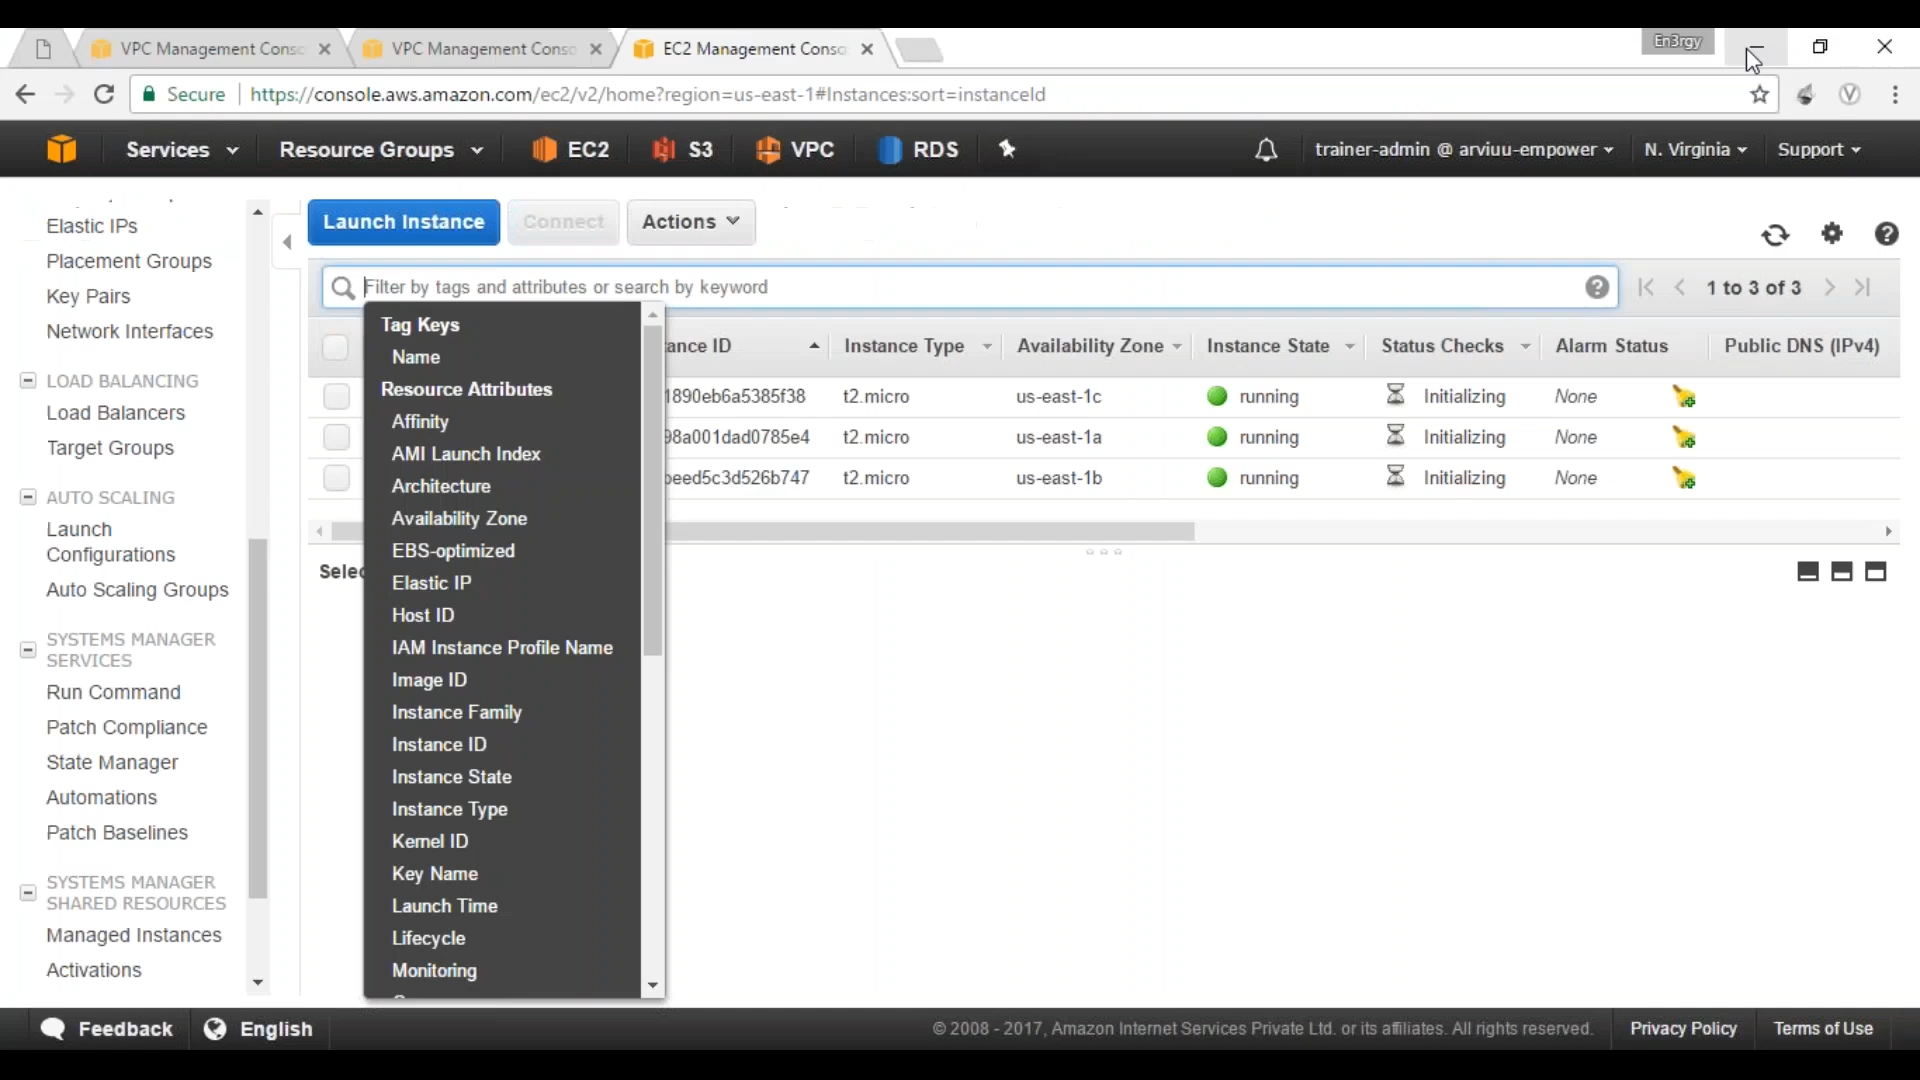 VPC Management Conso
VPC Management Conso
EC2 Management Conso
En3rgy
Secure
https://console.aws.amazon.com/ec2/v2/home?region=us-east-1#Instances:sort=instanceId
Services
Resource Groups
EC2
S3
VPC
RDS
trainer-admin @ arviuu-empower
N. Virginia
Support
Elastic IPs
Placement Groups
Key Pairs
Network Interfaces
LOAD BALANCING
Load Balancers
Target Groups
AUTO SCALING
Launch
Configurations
Auto Scaling Groups
SYSTEMS MANAGER
SERVICES
Run Command
Patch Compliance
State Manager
Automations
Patch Baselines
SYSTEMS MANAGER
SHARED RESOURCES
Managed Instances
Activations
Launch Instance
Connect
Actions
Filter by tags and attributes or search by keyword
1 to 3 of 3
Tag Keys
Name
Resource Attributes
Affinity
AMI Launch Index
Architecture
Availability Zone
EBS-optimized
Elastic IP
Host ID
IAM Instance Profile Name
Image ID
Instance Family
Instance ID
Instance State
Instance Type
Kernel ID
Key Name
Launch Time
Lifecycle
Monitoring
ance ID Instance Type Availability Zone Instance State Status Checks Alarm Status Public DNS (IPv4)
1890eb6a5385f38 t2.micro us-east-1c running Initializing None
98a001dad0785e4 t2.micro us-east-1a running Initializing None
beed5c3d526b747 t2.micro us-east-1b running Initializing None
Selec
Feedback
English
© 2008 - 2017, Amazon Internet Services Private Ltd. or its affiliates. All rights reserved.
Privacy Policy
Terms of Use